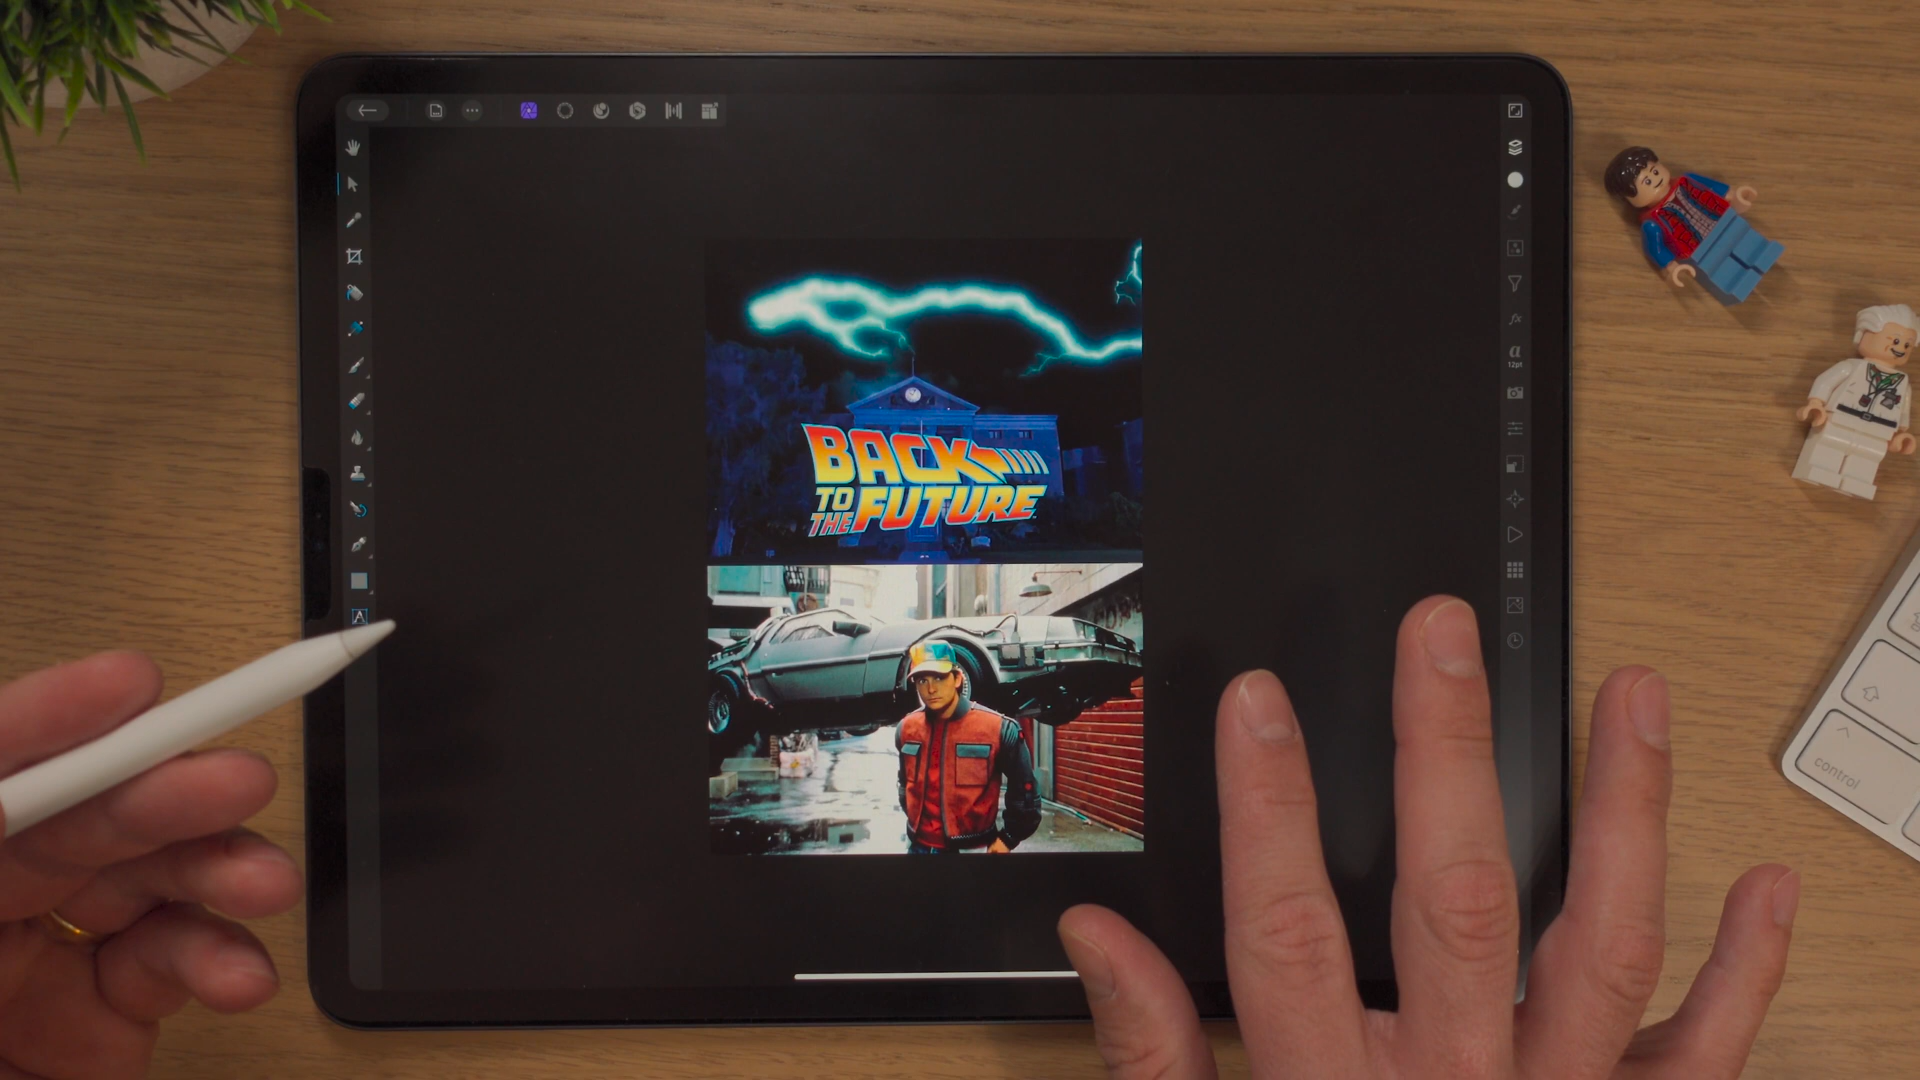 a
12pt
BACK
TO
THE FUTURE
A
control